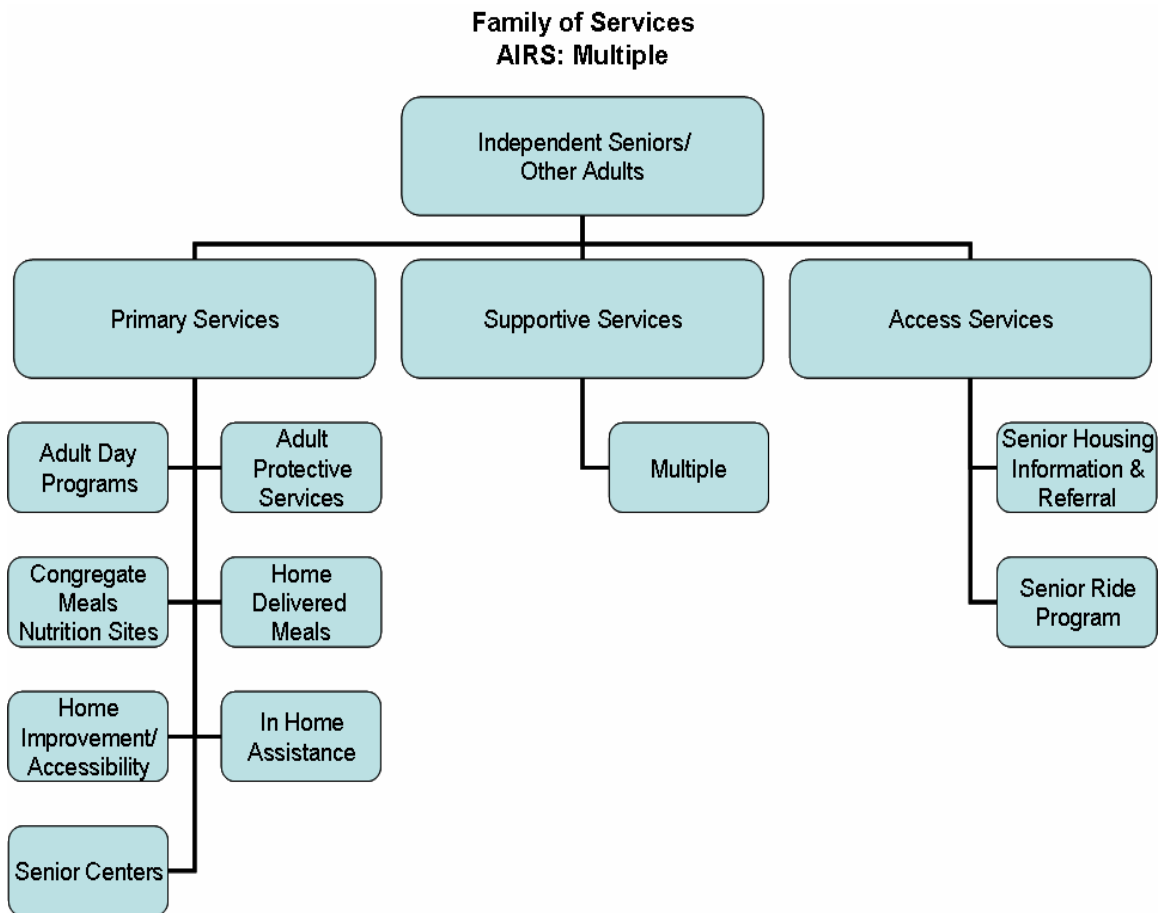 Family of Services
AIRS: Multiple
Independent Seniors/
Other Adults
Primary Services
Supportive Services
Access Services
Adult Day
Programs
Adult
Protective
Services
Multiple
Senior Housing
Information &
Referral
Congregate
Meals
Nutrition Sites
Home
Delivered
Meals
Senior Ride
Program
Home
Improvement/
Accessibility
In Home
Assistance
Senior Centers